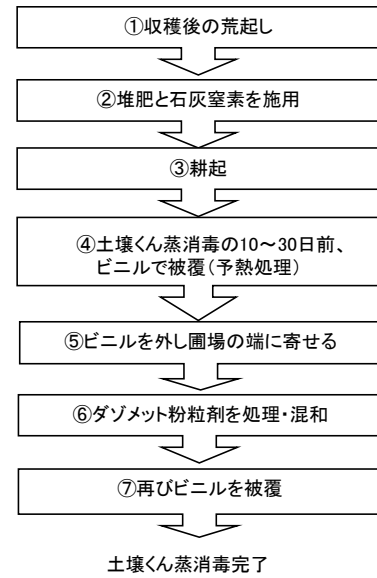 ①収穫後の荒起し
②堆肥と石灰窒素を施用
③耕起
④土壌くん蒸消毒の10～30日前、
ビニルで被覆（予熱処理）
⑤ビニルを外し圃場の端に寄せる
⑥ダゾメット粉粒剤を処理・混和
⑦再びビニルを被覆
土壌くん蒸消毒完了